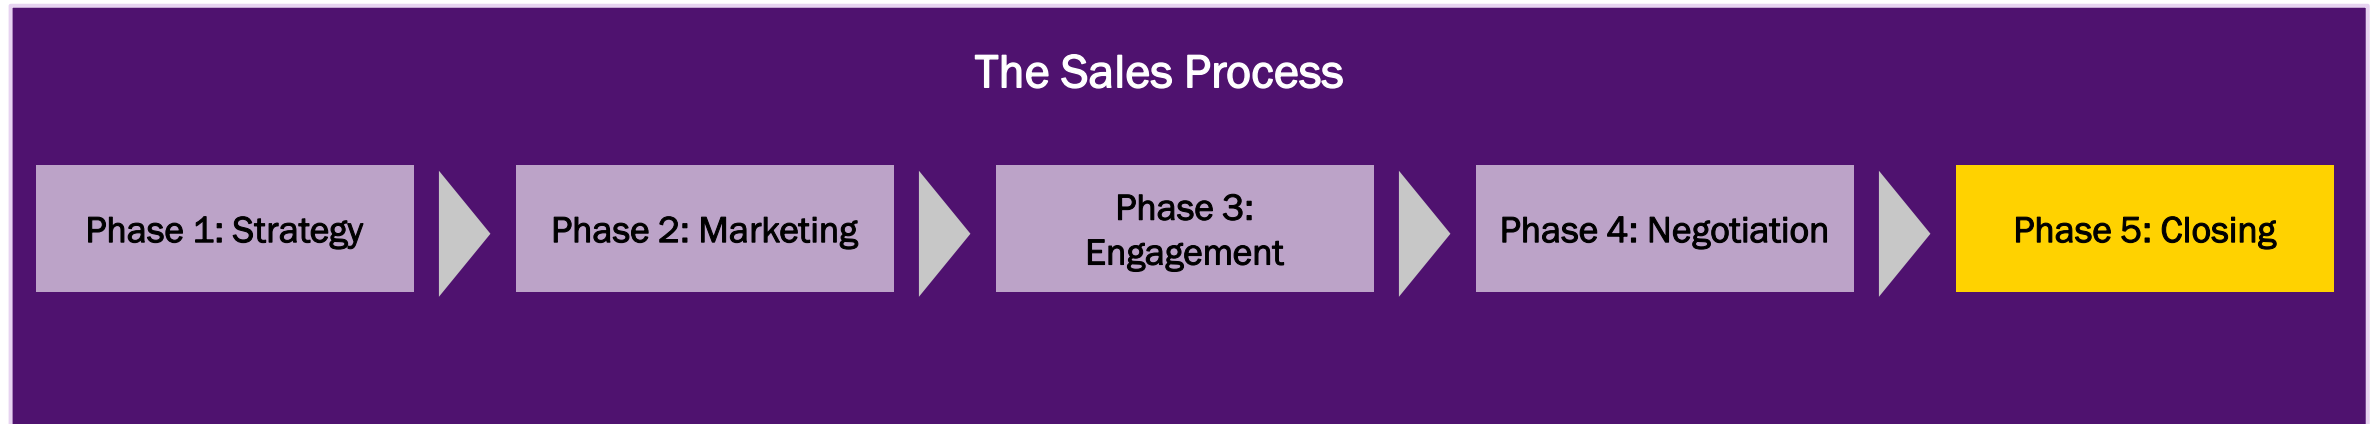 The Sales Process
Phase 1: Strategy
Phase 2: Marketing
Phase 3:
Engagement
Phase 4: Negotiation
Phase 5: Closing